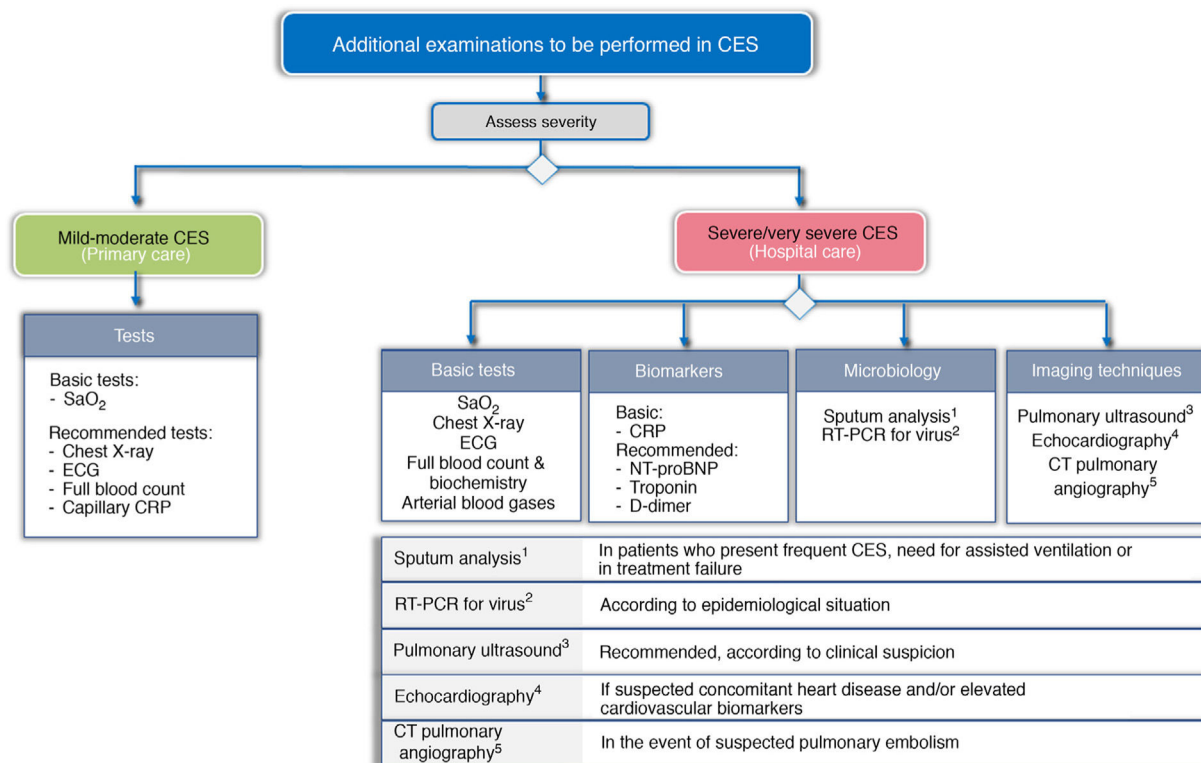 Additional examinations to be performed in CES
Assess severity
Mild-moderate CES
(Primary care)
Severe/very severe CES
(Hospital care)
Tests
Basic tests:
- SaO₂
Recommended tests:
- Chest X-ray
- ECG
- Full blood count
- Capillary CRP
Basic tests
SaO₂
Chest X-ray
ECG
Full blood count &
biochemistry
Arterial blood gases
Biomarkers
Basic:
- CRP
Recommended:
- NT-proBNP
- Troponin
- D-dimer
Microbiology
Sputum analysis¹
RT-PCR for virus²
Imaging techniques
Pulmonary ultrasound³
Echocardiography⁴
CT pulmonary
angiography⁵
Sputum analysis¹
In patients who present frequent CES, need for assisted ventilation or
in treatment failure
RT-PCR for virus²
According to epidemiological situation
Pulmonary ultrasound³
Recommended, according to clinical suspicion
Echocardiography⁴
If suspected concomitant heart disease and/or elevated
cardiovascular biomarkers
CT pulmonary
angiography⁵
In the event of suspected pulmonary embolism